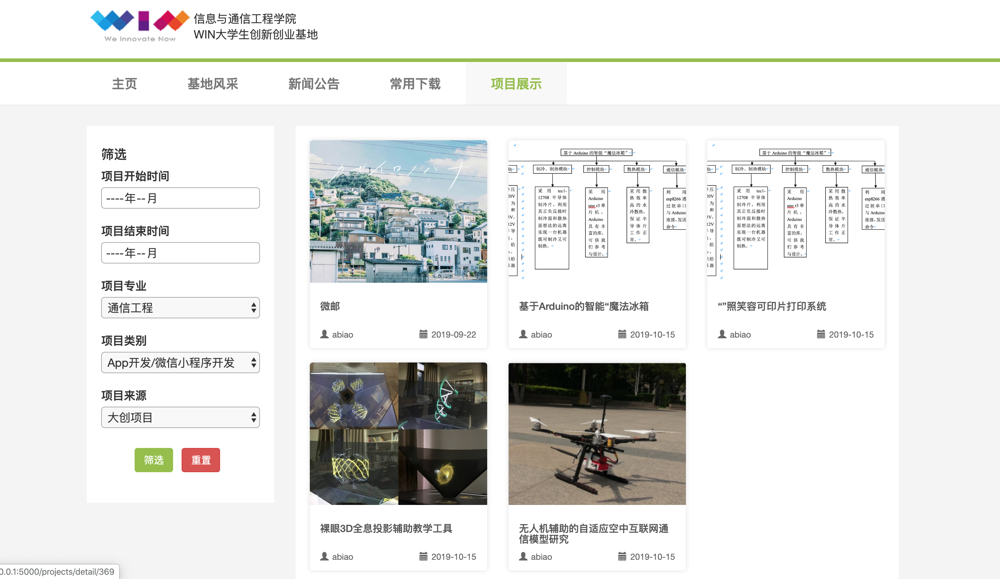 We Innovate Now
信息与通信工程学院
WIN大学生创新创业基地
主页
基地风采
新闻公告
常用下载
项目展示
筛选
项目开始时间
----年--月
项目结束时间
----年--月
项目专业
通信工程
项目类别
App开发/微信小程序开发
项目来源
大创项目
筛选
重置
カゼイロノハナ
微邮
abiao
2019-09-22
基于 Arduino 的智能“魔法冰箱”
块
制冷、制热模块
控制模块
散热模块
通信模块
压
20V
为
和
3V,
12V
导
给
给
器
采用 tec1-
12708 半导体
制冷片。利用
其正负反接时
制冷面和散热
面想法的远离
实现一台机器
既可制冷又可
制热。
采用
Arduino
uno r3 单
片机，
Arduino
具有丰
富的库，
可供我
们参考
与设计。
采用散
热效率
高的水
冷散热，
保证半
导体片
工作正
常。
利用
esp8266 通
过软串口
与 Arduino
连接，发送
命令
基于Arduino的智能“魔法冰箱
abiao
2019-10-15
基于 Arduino 的智能“魔法冰箱”
块
制冷、制热模块
控制模块
散热模块
通信模块
压
20V
为
和
3V,
12V
导
给
给
器
采用 tec1-
12708 半导体
制冷片。利用
其正负反接时
制冷面和散热
面想法的远离
实现一台机器
既可制冷又可
制热。
采用
Arduino
uno r3 单
片机，
Arduino
具有丰
富的库，
可供我
们参考
与设计。
采用散
热效率
高的水
冷散热，
保证半
导体片
工作正
常。
利用
esp8266 通
过软串口
与 Arduino
连接，发送
命令
“”照笑容可印片打印系统
abiao
2019-10-15
裸眼3D全息投影辅助教学工具
abiao
2019-10-15
无人机辅助的自适应空中互联网通
信模型研究
abiao
2019-10-15
0.0.1:5000/projects/detail/369